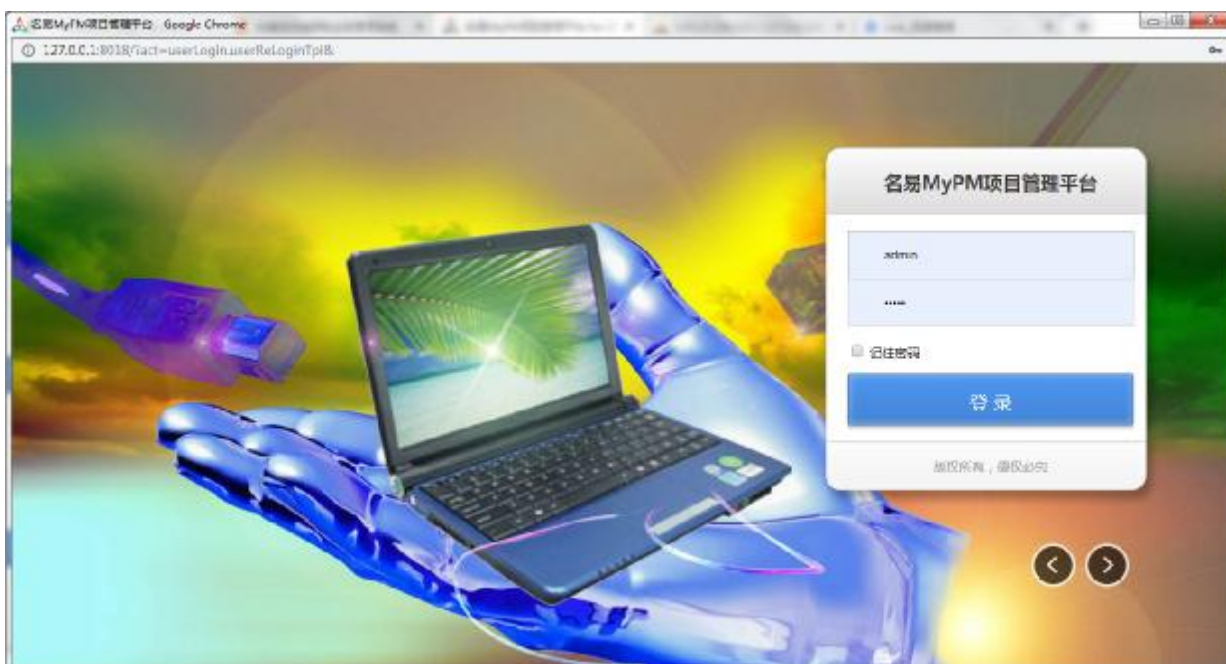 名易MyPM项目管理平台 - Google Chrome
127.0.0.1:8018/?act=userLogin.userReLoginTpl&
名易MyPM项目管理平台
admin
•••••
记住密码
登 录
版权所有，侵权必究